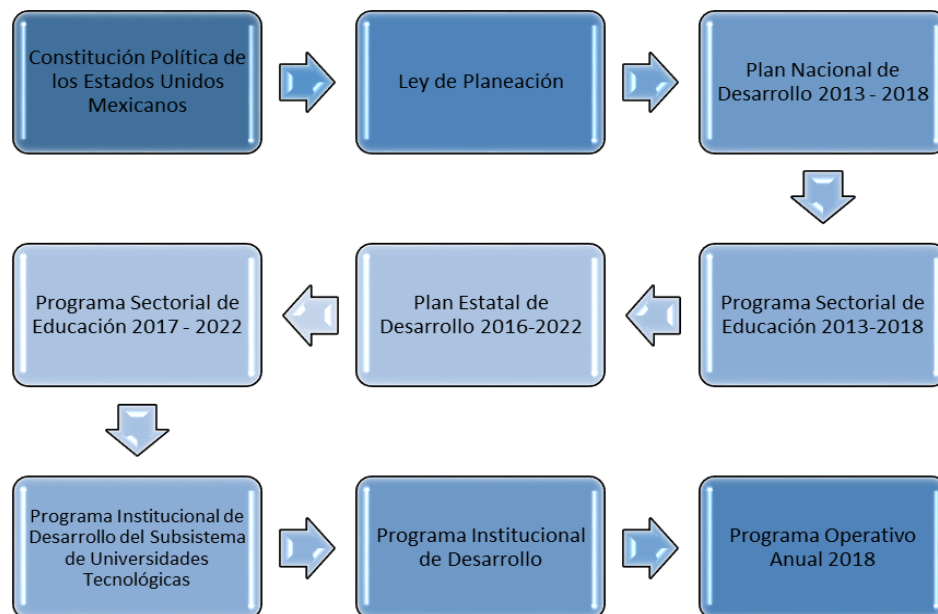 Constitución Política de
los Estados Unidos
Mexicanos
Ley de Planeación
Plan Nacional de
Desarrollo 2013 - 2018
Programa Sectorial de
Educación 2013-2018
Plan Estatal de
Desarrollo 2016-2022
Programa Sectorial de
Educación 2017 - 2022
Programa Institucional de
Desarrollo del Subsistema
de Universidades
Tecnológicas
Programa Institucional
de Desarrollo
Programa Operativo
Anual 2018